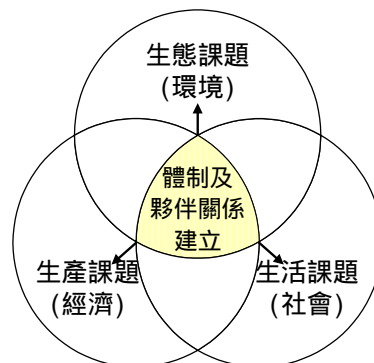 生態課題
(環境)
體制及
夥伴關係
建立
生產課題
(經濟)
生活課題
(社會)